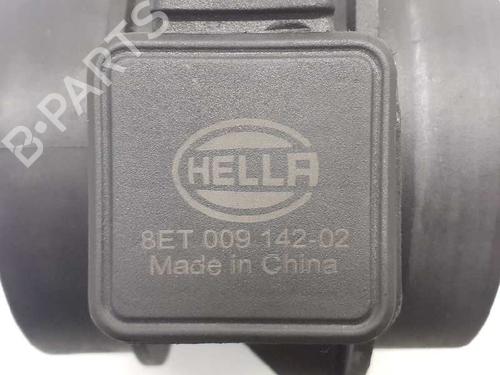 B-PARTS
HELLA
8ET 009 142-02
Made in China